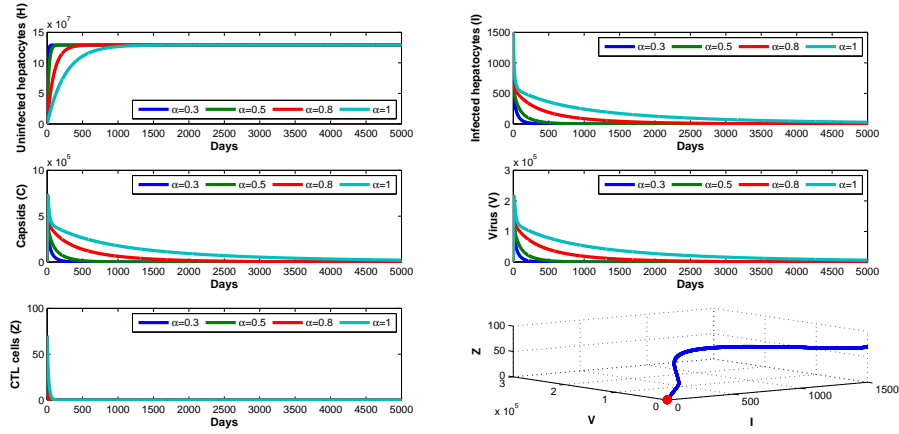 x 10^7
Uninfected hepatocytes (H)
15
10
5
0
α=0.3 α=0.5 α=0.8 α=1
0 500 1000 1500 2000 2500 3000 3500 4000 4500 5000
Days
Infected hepatocytes (I)
1500
1000
500
0
α=0.3 α=0.5 α=0.8 α=1
0 500 1000 1500 2000 2500 3000 3500 4000 4500 5000
Days
x 10^5
Capsids (C)
10
5
0
α=0.3 α=0.5 α=0.8 α=1
0 500 1000 1500 2000 2500 3000 3500 4000 4500 5000
Days
x 10^5
Virus (V)
3
2
1
0
α=0.3 α=0.5 α=0.8 α=1
0 500 1000 1500 2000 2500 3000 3500 4000 4500 5000
Days
CTL cells (Z)
100
50
0
α=0.3 α=0.5 α=0.8 α=1
0 500 1000 1500 2000 2500 3000 3500 4000 4500 5000
Days
Z
100
50
0
3
2
1
0
x 10^5
V
0
500
1000
1500
I